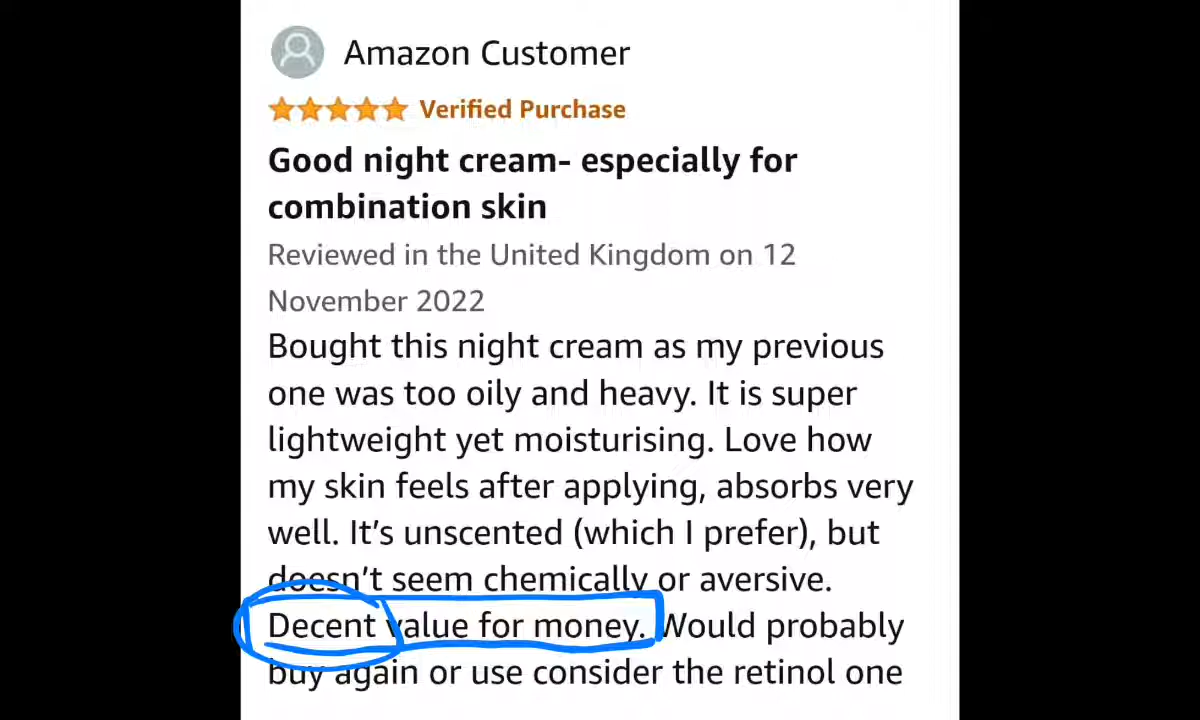 Amazon Customer
Verified Purchase
Good night cream- especially for
combination skin
Reviewed in the United Kingdom on 12
November 2022
Bought this night cream as my previous
one was too oily and heavy. It is super
lightweight yet moisturising. Love how
my skin feels after applying, absorbs very
well. It's unscented (which I prefer), but
doesn't seem chemically or aversive.
Decent value for money. Would probably
buy again or use consider the retinol one